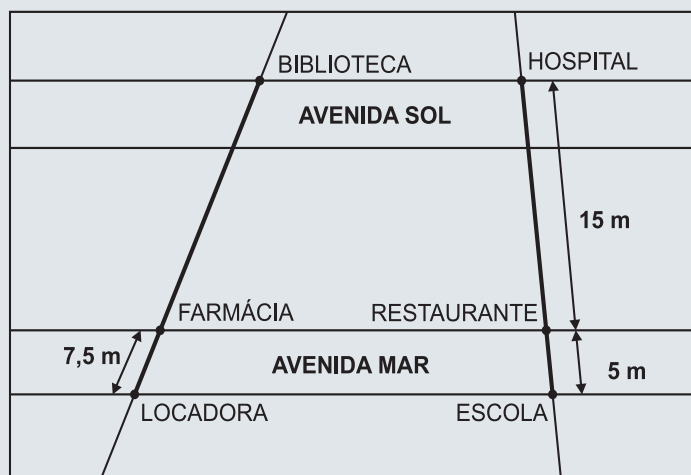 BIBLIOTECA
HOSPITAL
AVENIDA SOL
15 m
FARMÁCIA
RESTAURANTE
7,5 m
AVENIDA MAR
5 m
LOCADORA
ESCOLA